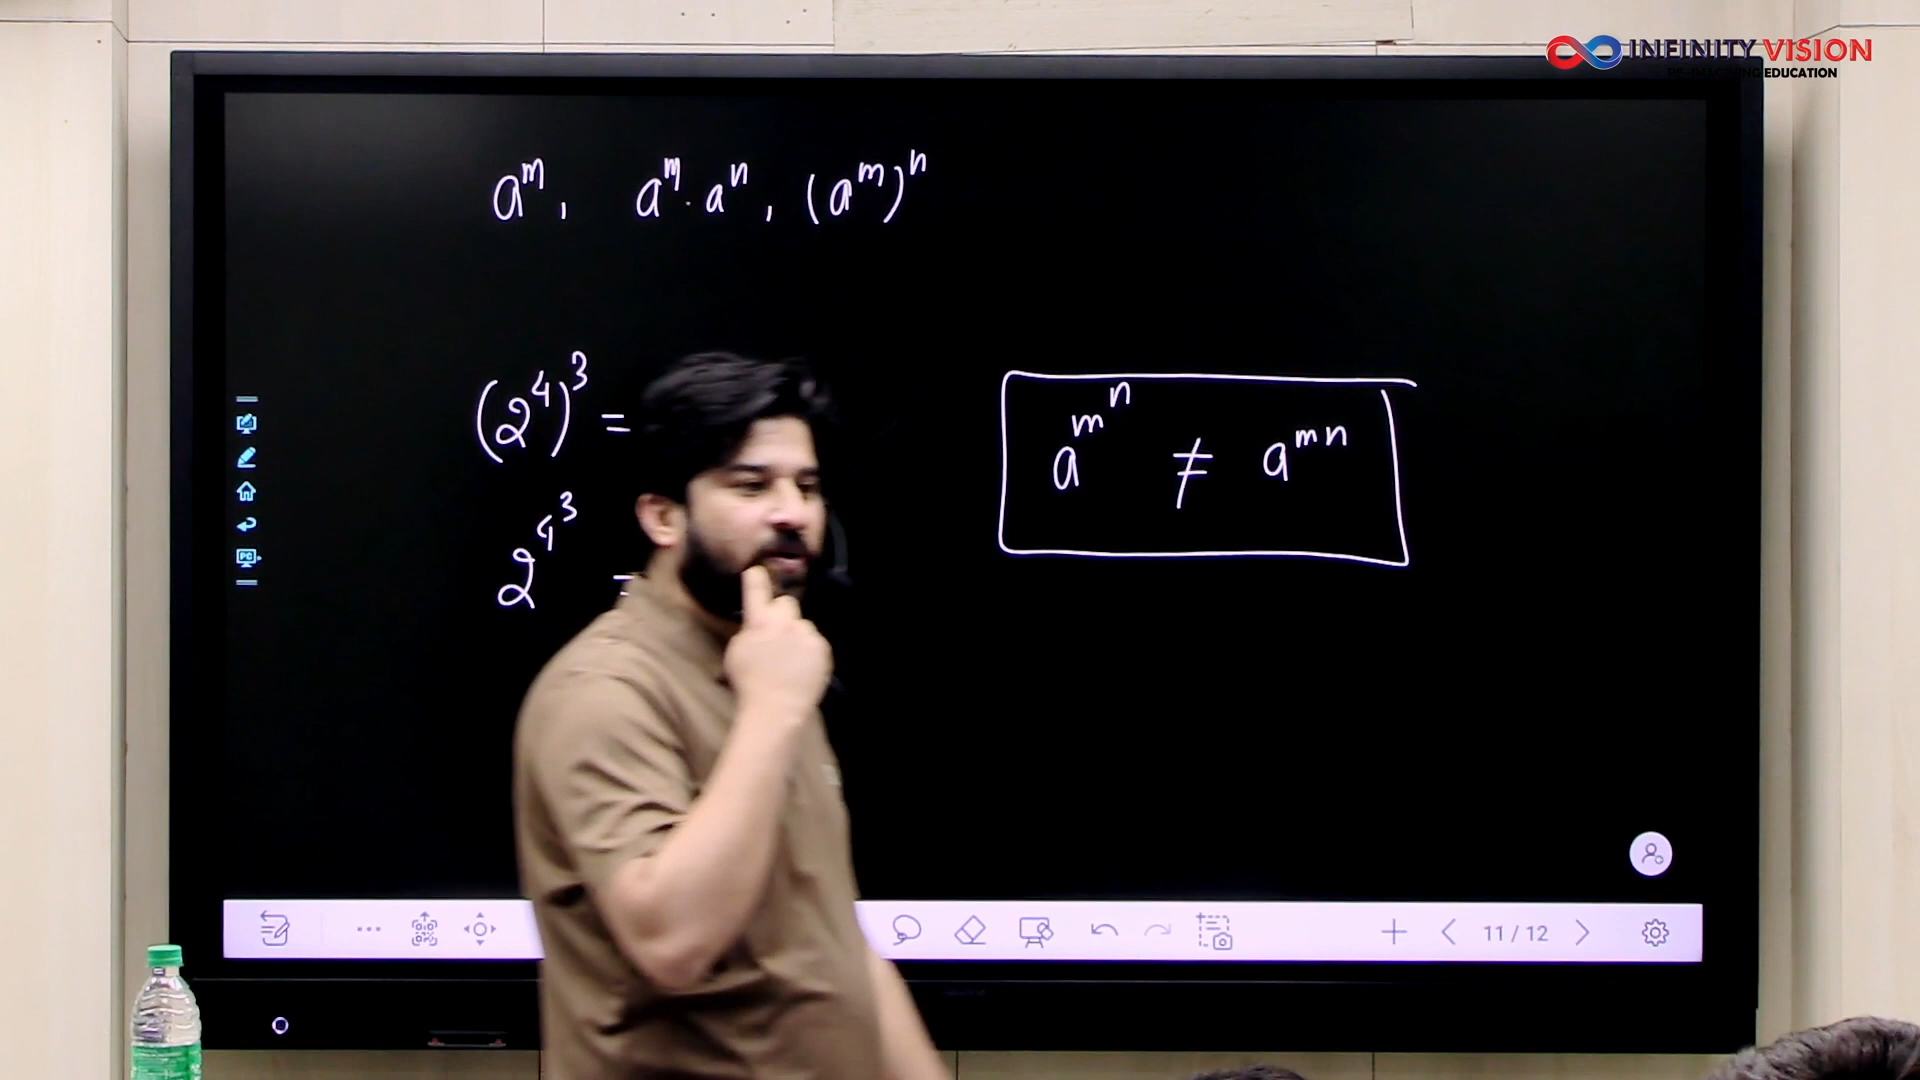 INFINITY VISION
EDUCATION
a^m, a^m · a^n, (a^m)^n
(2^4)^3 =
a^{m^n} ≠ a^{mn}
2^{4^3}
11 / 12